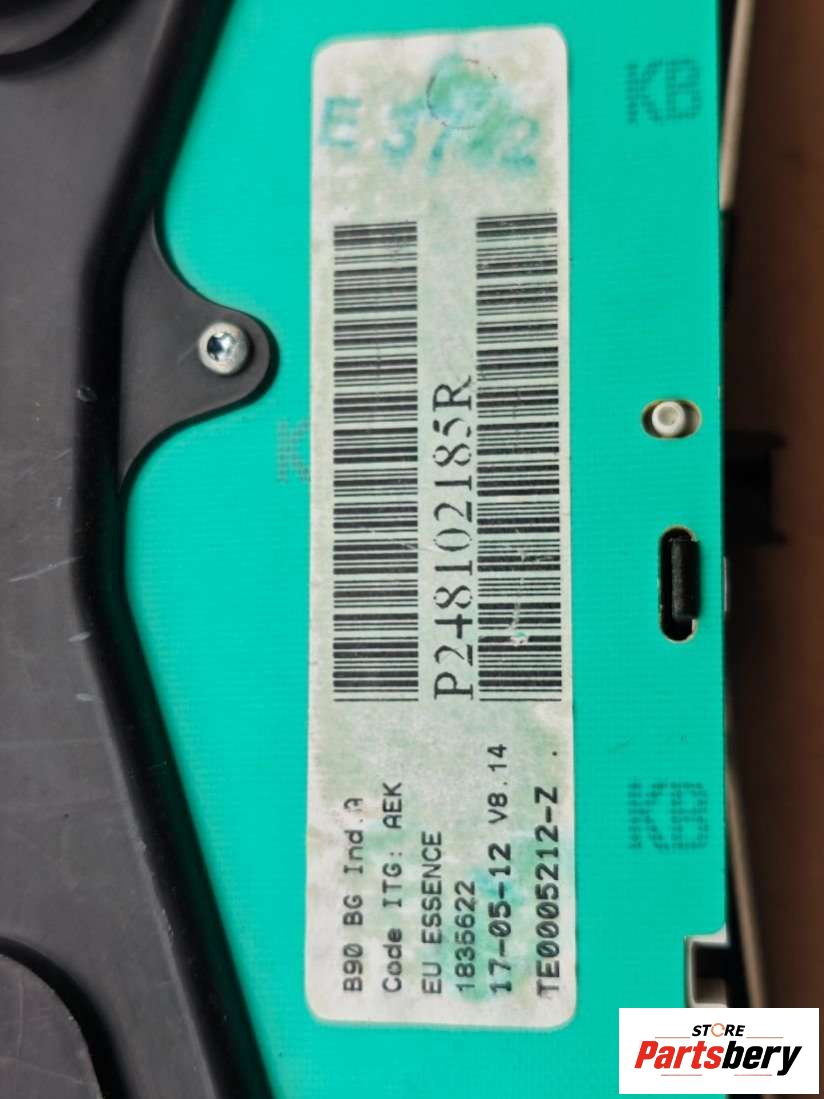 B90 BG Ind.A
Code ITG: AEK
EU ESSENCE
1835622
17-05-12 V8.14
TE0005212-Z .
P248102185R
KB
KB
STORE
Partsbery